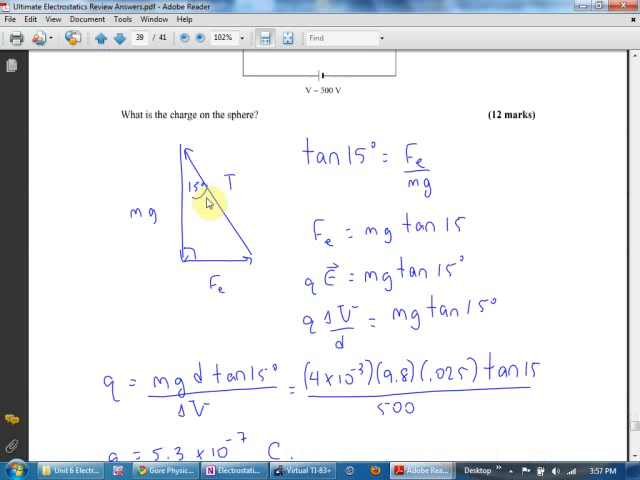 Ultimate Electrostatics Review Answers.pdf - Adobe Reader
File Edit View Document Tools Window Help
39 / 41 102% Find
V – 500 V
What is the charge on the sphere? (12 marks)
tan 15° = Fe / mg
15° T
mg
Fe = mg tan 15
q E⃗ = mg tan 15°
Fe
q ΔV / d = mg tan 15°
q = mg d tan 15° / ΔV = (4 × 10⁻³)(9.8)(.025) tan 15 / 500
q = 5.3 × 10⁻⁷ C.
Unit 6 Electr... Gore Physic... Electrostati... Virtual TI-83+ Adobe Rea... Desktop » 3:57 PM